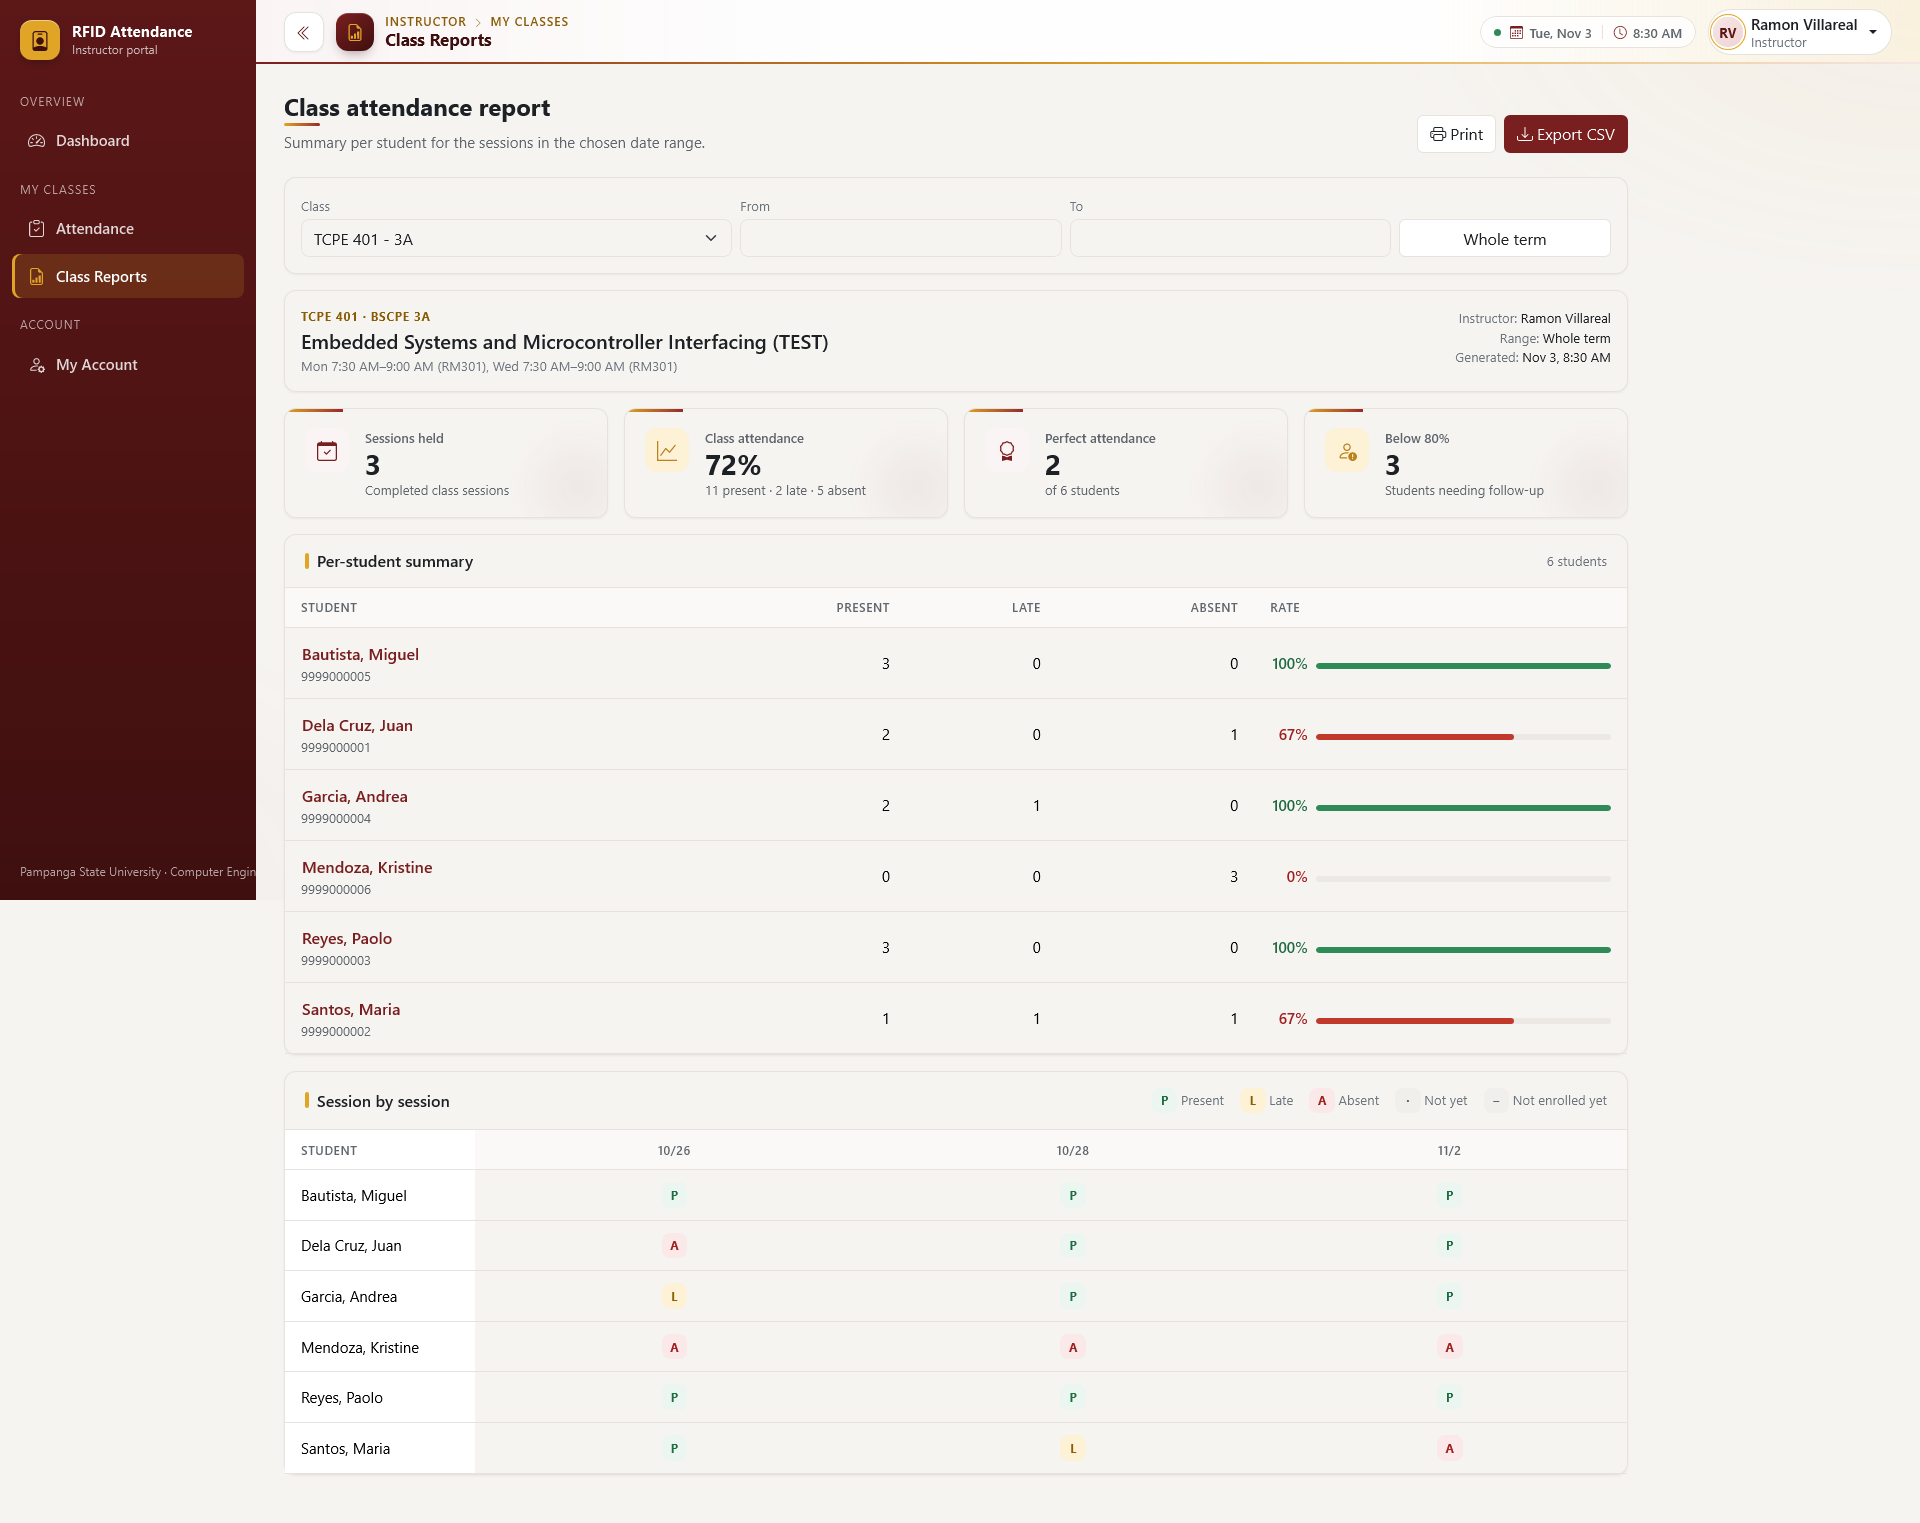 RFID Attendance
Instructor portal
OVERVIEW
Dashboard
MY CLASSES
Attendance
Class Reports
ACCOUNT
My Account
Pampanga State University · Computer Engin
INSTRUCTOR > MY CLASSES
Class Reports
Tue, Nov 3 8:30 AM
RV
Ramon Villareal
Instructor
Class attendance report
Summary per student for the sessions in the chosen date range.
Print
Export CSV
Class From To
TCPE 401 - 3A
Whole term
TCPE 401 · BSCPE 3A
Embedded Systems and Microcontroller Interfacing (TEST)
Mon 7:30 AM–9:00 AM (RM301), Wed 7:30 AM–9:00 AM (RM301)
Instructor: Ramon Villareal
Range: Whole term
Generated: Nov 3, 8:30 AM
Sessions held
3
Completed class sessions
Class attendance
72%
11 present · 2 late · 5 absent
Perfect attendance
2
of 6 students
Below 80%
3
Students needing follow-up
Per-student summary
6 students
STUDENT PRESENT LATE ABSENT RATE
Bautista, Miguel
9999000005
3 0 0 100%
Dela Cruz, Juan
9999000001
2 0 1 67%
Garcia, Andrea
9999000004
2 1 0 100%
Mendoza, Kristine
9999000006
0 0 3 0%
Reyes, Paolo
9999000003
3 0 0 100%
Santos, Maria
9999000002
1 1 1 67%
Session by session
P Present L Late A Absent · Not yet – Not enrolled yet
STUDENT 10/26 10/28 11/2
Bautista, Miguel P P P
Dela Cruz, Juan A P P
Garcia, Andrea L P P
Mendoza, Kristine A A A
Reyes, Paolo P P P
Santos, Maria P L A